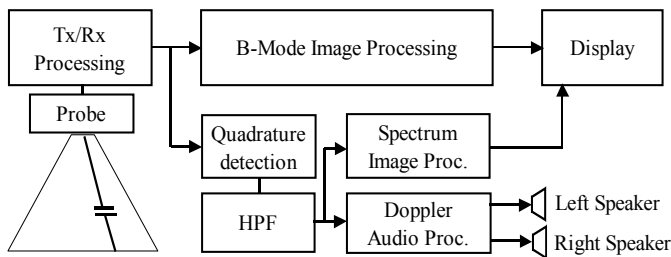 Tx/Rx
Processing
B-Mode Image Processing
Display
Probe
Quadrature
detection
Spectrum
Image Proc.
HPF
Doppler
Audio Proc.
Left Speaker
Right Speaker